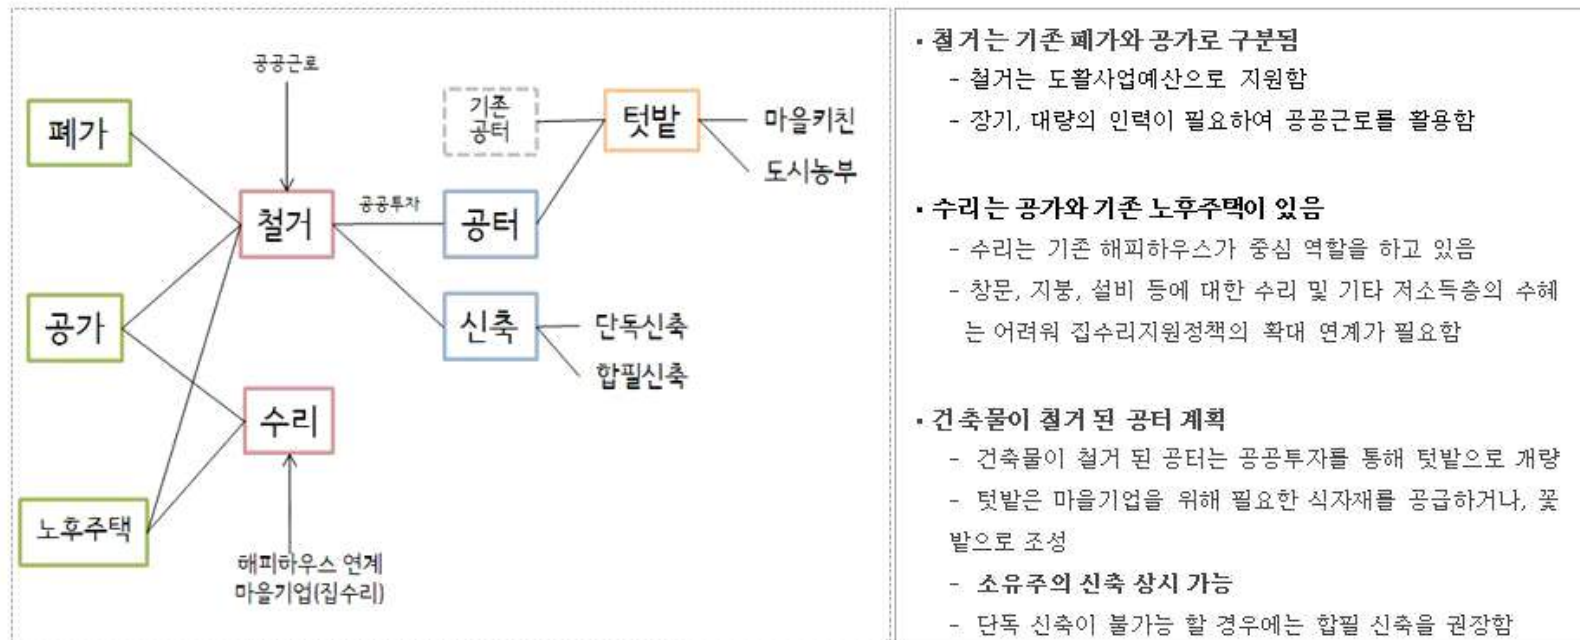 공공근로
폐가
기존
공터
텃밭
마을키친
도시농부
철거
공공투자
공터
공가
신축
단독신축
합필신축
수리
노후주택
해피하우스 연계
마을기업(집수리)
▪ 철거는 기존 폐가와 공가로 구분됨
- 철거는 도활사업예산으로 지원함
- 장기, 대량의 인력이 필요하여 공공근로를 활용함
▪ 수리는 공가와 기존 노후주택이 있음
- 수리는 기존 해피하우스가 중심 역할을 하고 있음
- 창문, 지붕, 설비 등에 대한 수리 및 기타 저소득층의 수혜
는 어려워 집수리지원정책의 확대 연계가 필요함
▪ 건축물이 철거 된 공터 계획
- 건축물이 철거 된 공터는 공공투자를 통해 텃밭으로 개량
- 텃밭은 마을기업을 위해 필요한 식자재를 공급하거나, 꽃
밭으로 조성
- 소유주의 신축 상시 가능
- 단독 신축이 불가능 할 경우에는 합필 신축을 권장함